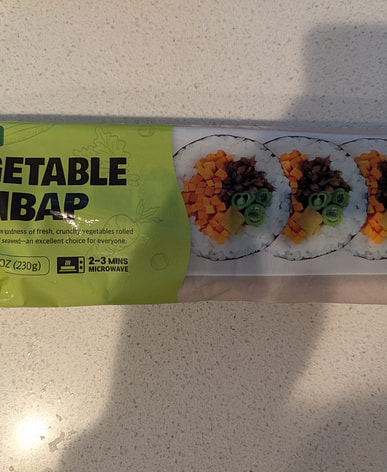 GETABLE
MBAP
goodness of fresh, crunchy vegetables rolled
seaweed—an excellent choice for everyone.
OZ (230g)
2-3 MINS
MICROWAVE